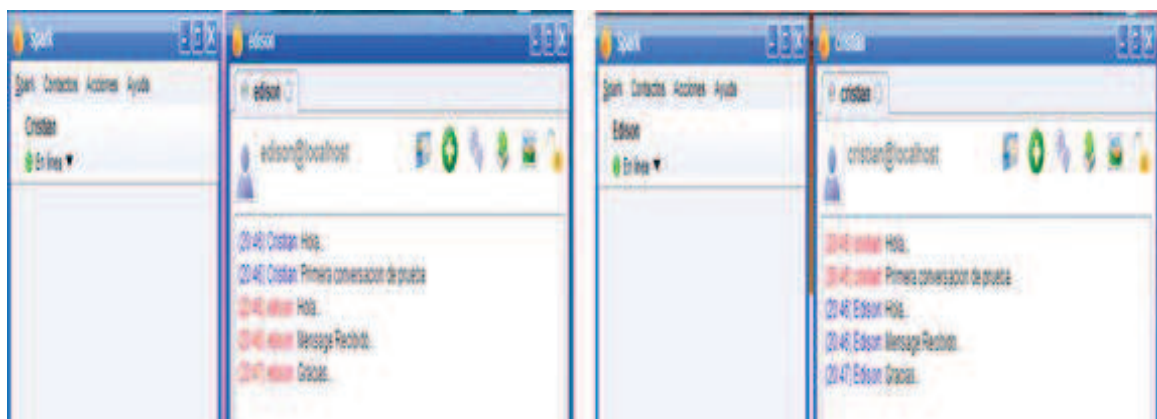 Spark
Spark Contactos Acciones Ayuda
Cristian
En línea
edison
edison
edison@localhost
(20:46) Cristian: Hola..
(20:46) Cristian: Primera conversacion de prueba
(20:46) edison: Hola..
(20:46) edison: Mensage Recibido..
(20:47) edison: Gracias..
Spark
Spark Contactos Acciones Ayuda
Edison
En línea
cristian
cristian
cristian@localhost
(20:46) cristian: Hola..
(20:46) cristian: Primera conversacion de prueba
(20:46) Edison: Hola..
(20:46) Edison: Mensage Recibido..
(20:47) Edison: Gracias..